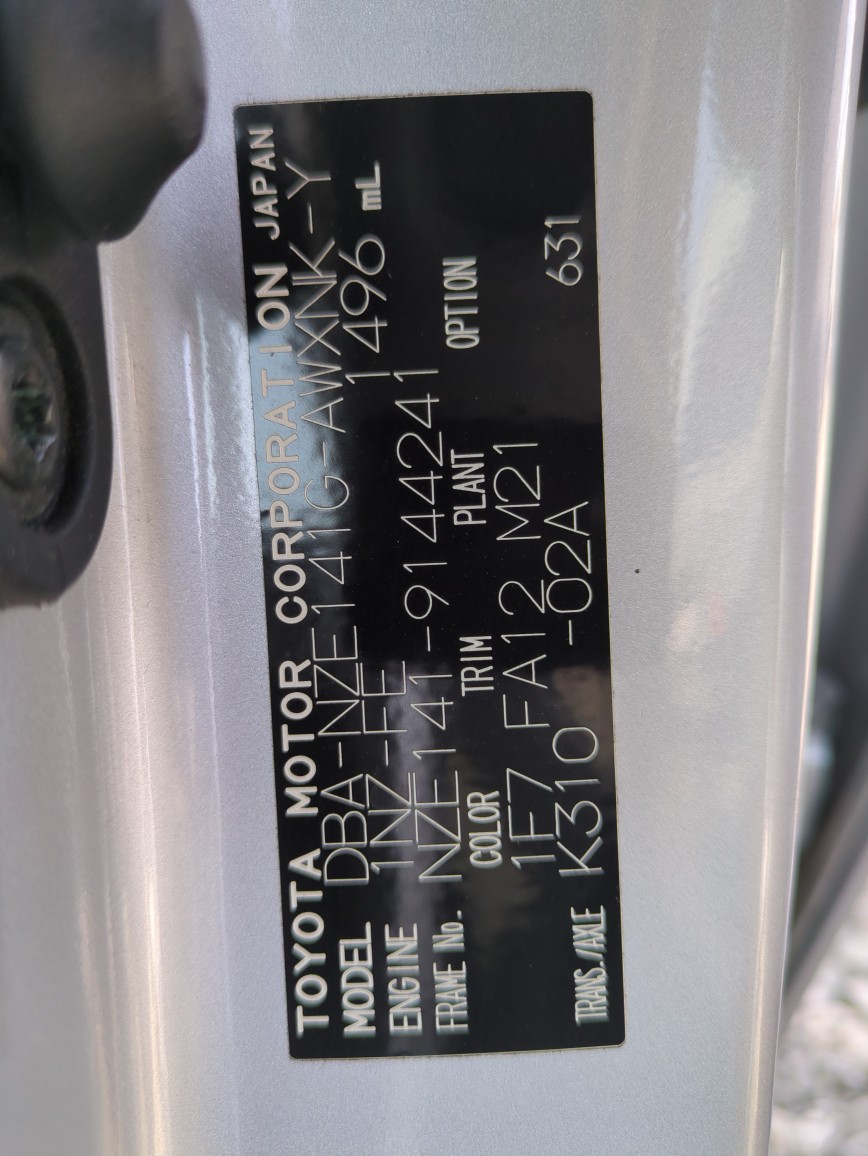 TOYOTA MOTOR CORPORATION JAPAN
MODEL DBA-NZE141G-AWXNK-Y
ENGINE 1NZ-FE 1496 mL
FRAME No. NZE141-9144241
COLOR TRIM PLANT OPTION
1F7 FA12 M21
TRANS./AXLE K310 -02A 631